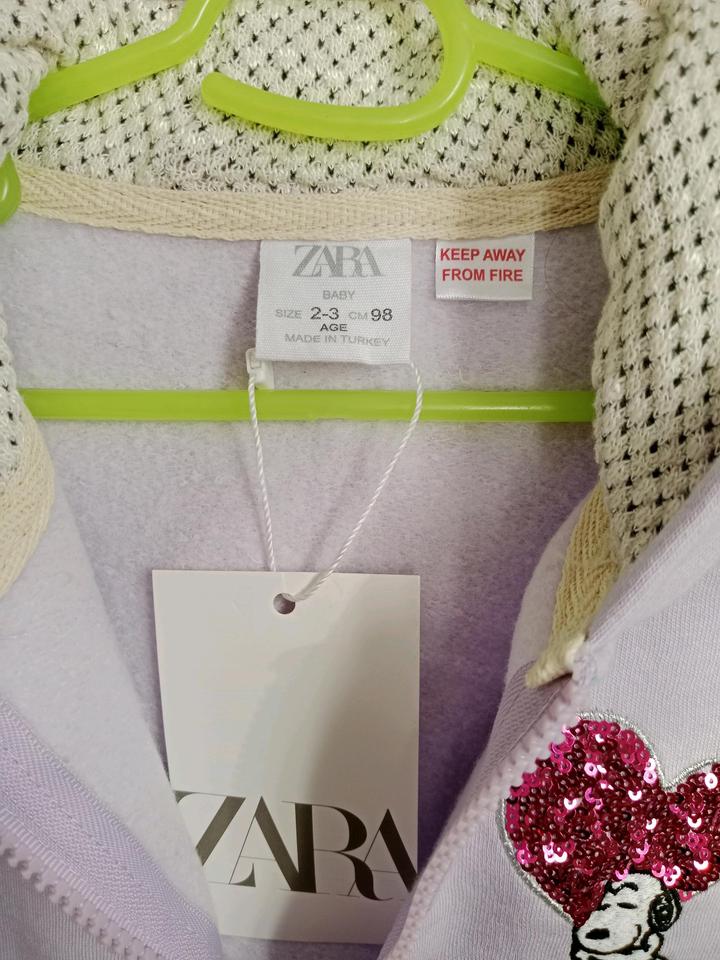 ZARA
BABY
SIZE 2-3 CM 98
AGE
MADE IN TURKEY
KEEP AWAY
FROM FIRE
ZARA